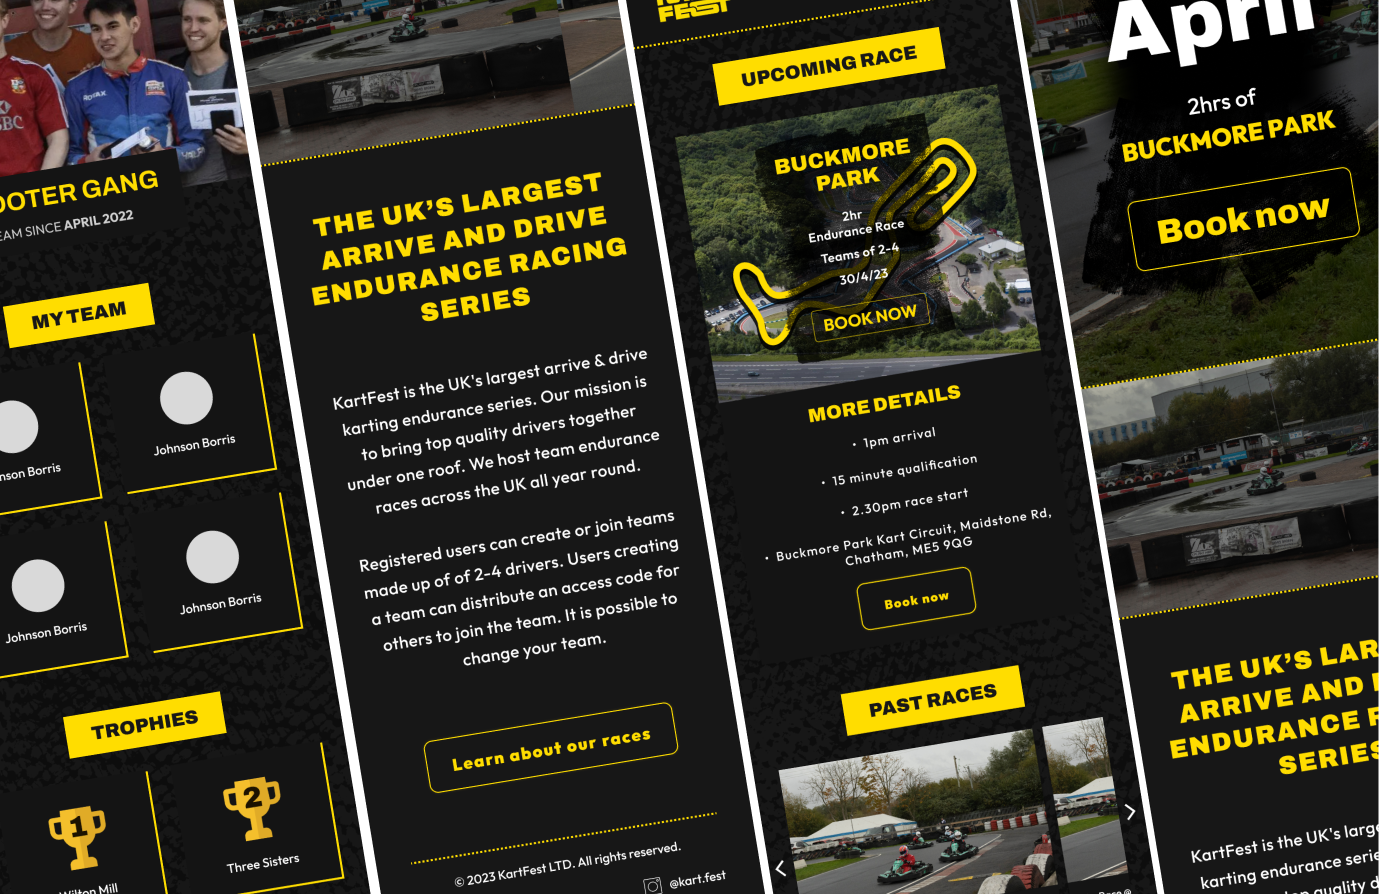 OOTER GANG
EAM SINCE APRIL 2022
MY TEAM
nson Borris
Johnson Borris
Johnson Borris
Johnson Borris
TROPHIES
1
2
Wilton Mill
Three Sisters
THE UK'S LARGEST
ARRIVE AND DRIVE
ENDURANCE RACING
SERIES
KartFest is the UK's largest arrive & drive
karting endurance series. Our mission is
to bring top quality drivers together
under one roof. We host team endurance
races across the UK all year round.
Registered users can create or join teams
made up of of 2-4 drivers. Users creating
a team can distribute an access code for
others to join the team. It is possible to
change your team.
Learn about our races
© 2023 KartFest LTD. All rights reserved.
@kart.fest
FEST
UPCOMING RACE
BUCKMORE
PARK
2hr
Endurance Race
Teams of 2-4
30/4/23
BOOK NOW
MORE DETAILS
• 1pm arrival
• 15 minute qualification
• 2.30pm race start
• Buckmore Park Kart Circuit, Maidstone Rd,
Chatham, ME5 9QG
Book now
PAST RACES
April
2hrs of
BUCKMORE PARK
Book now
THE UK'S LAR
ARRIVE AND
ENDURANCE R
SERIES
KartFest is the UK's large
karting endurance serie
top quality d